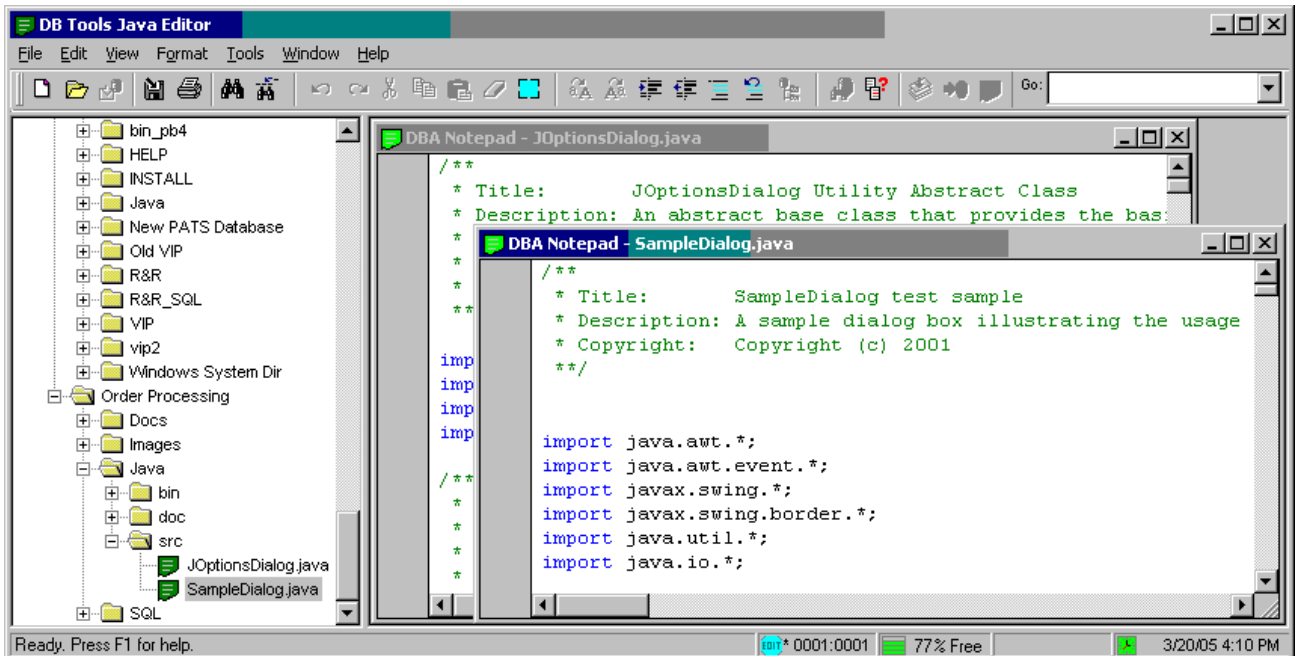 DB Tools Java Editor
File Edit View Format Tools Window Help
Go:
bin_pb4
HELP
INSTALL
Java
New PATS Database
Old VIP
R&R
R&R_SQL
VIP
vip2
Windows System Dir
Order Processing
Docs
Images
Java
bin
doc
src
JOptionsDialog.java
SampleDialog.java
SQL
DBA Notepad - JOptionsDialog.java
/**
* Title: JOptionsDialog Utility Abstract Class
* Description: An abstract base class that provides the bas
*
*
*
**
imp
imp
imp
imp
/**
*
*
*
*
DBA Notepad - SampleDialog.java
/**
* Title: SampleDialog test sample
* Description: A sample dialog box illustrating the usage
* Copyright: Copyright (c) 2001
**/
import java.awt.*;
import java.awt.event.*;
import javax.swing.*;
import javax.swing.border.*;
import java.util.*;
import java.io.*;
Ready. Press F1 for help.
EDIT * 0001:0001
77% Free
3/20/05 4:10 PM